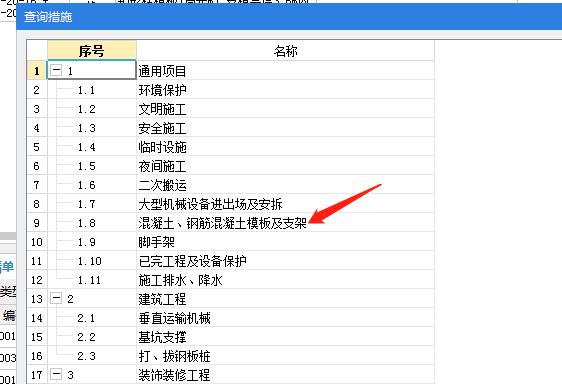 查询措施
序号 名称
1 1 通用项目
2 1.1 环境保护
3 1.2 文明施工
4 1.3 安全施工
5 1.4 临时设施
6 1.5 夜间施工
7 1.6 二次搬运
8 1.7 大型机械设备进出场及安拆
9 1.8 混凝土、钢筋混凝土模板及支架
10 1.9 脚手架
11 1.10 已完工程及设备保护
12 1.11 施工排水、降水
13 2 建筑工程
14 2.1 垂直运输机械
15 2.2 基坑支撑
16 2.3 打、拔钢板桩
17 3 装饰装修工程
清单
类型
编
001
003
001